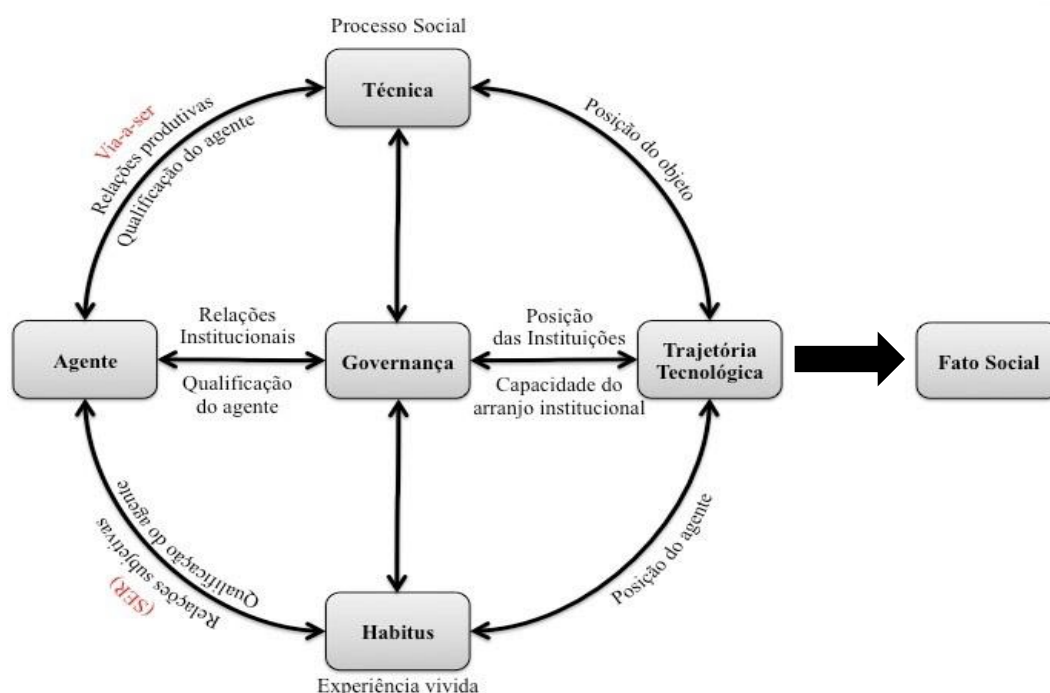 Processo Social
Técnica
Via-a-ser
Relações produtivas
Qualificação do agente
Posição do objeto
Agente
Relações
Institucionais
Qualificação
do agente
Governança
Posição
das Instituições
Capacidade do
arranjo institucional
Trajetória
Tecnológica
Fato Social
Qualificação do agente
Relações subjetivas
(SER)
Posição do agente
Habitus
Experiência vivida